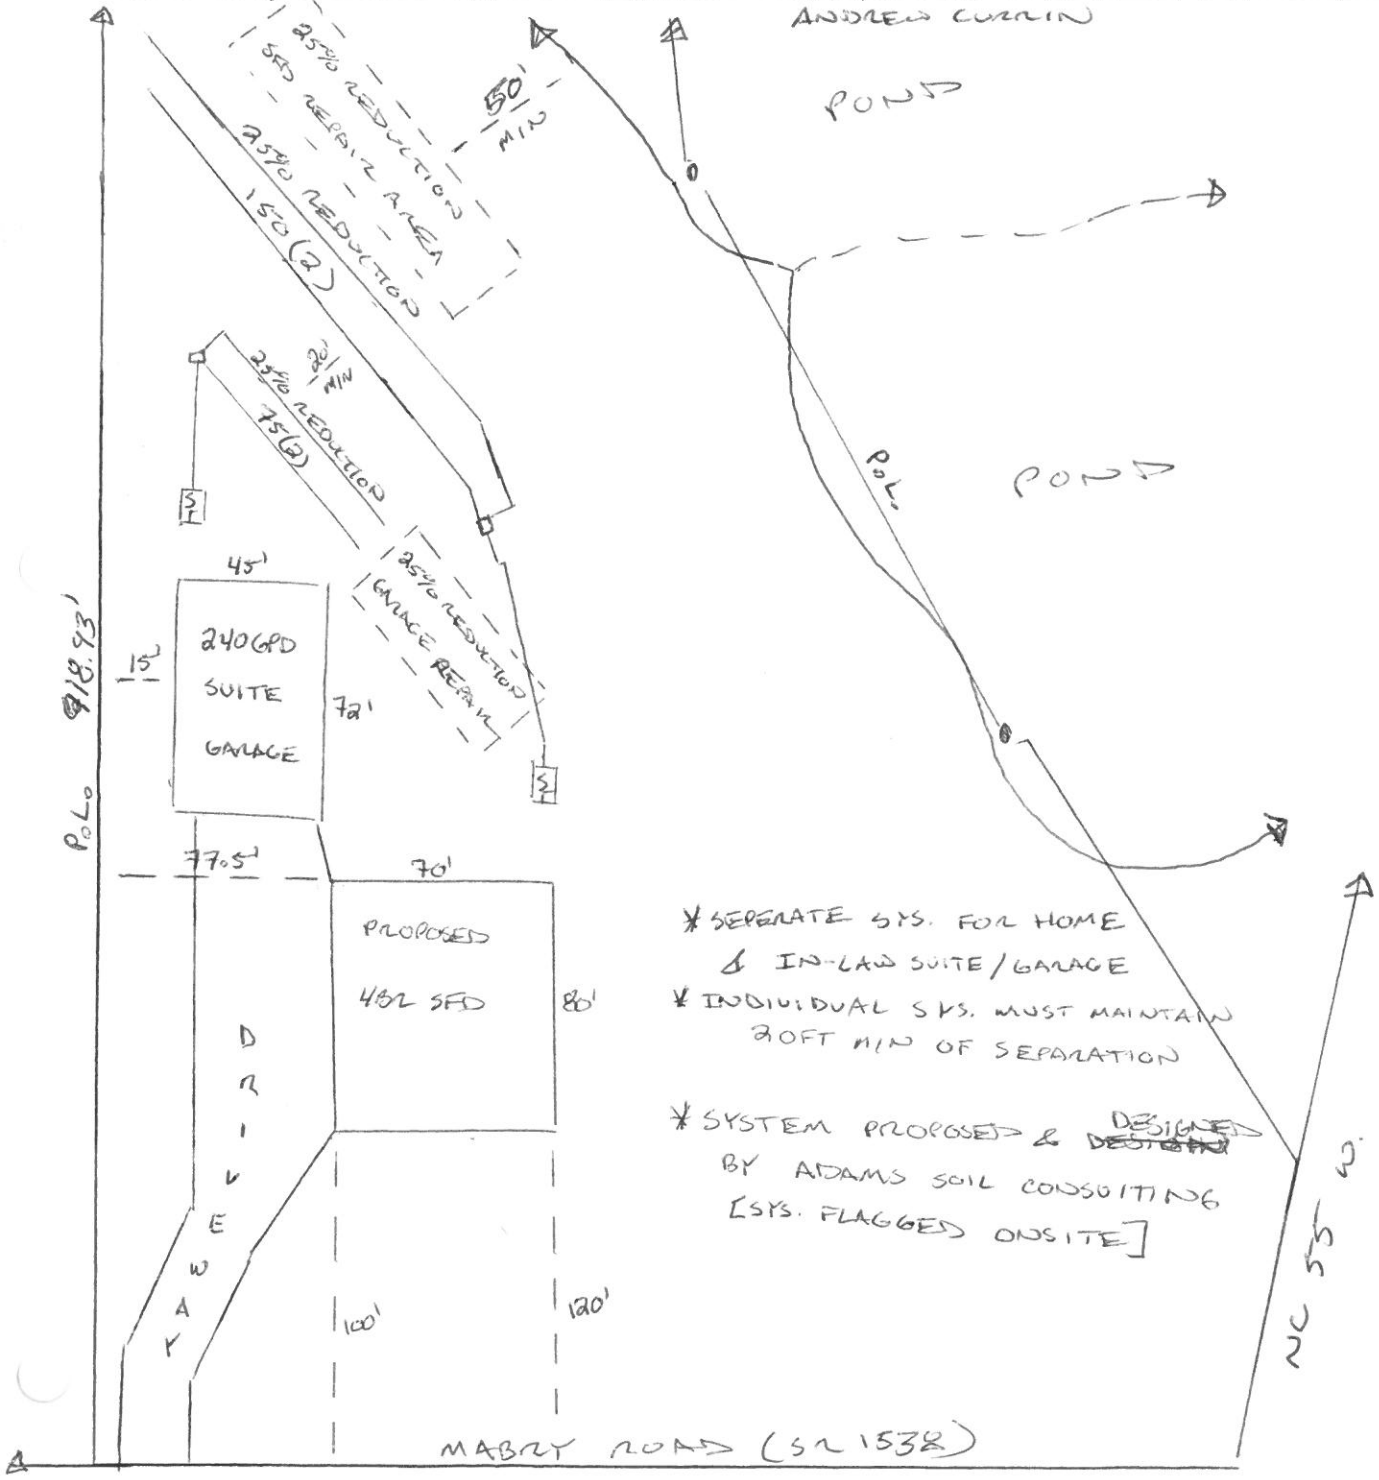 ANDREW CURRIN
POND
25% REDUCTION
SFD REPAIR AREA
50'
MIN
25% REDUCTION
150(2)
20'
MIN
25% REDUCTION
75(2)
ST
P.L.
POND
45'
25% REDUCTION
GARAGE REPAIR
240GPD
SUITE
GARAGE
15'
72'
P.L. 918.93'
ST
77.5'
70'
PROPOSED
4BR SFD
80'
* SEPERATE SYS. FOR HOME
& IN-LAW SUITE/GARAGE
* INDIVIDUAL SYS. MUST MAINTAIN
20FT MIN OF SEPARATION
* SYSTEM PROPOSED & DESIGNED
BY ADAMS SOIL CONSULTING
[SYS. FLAGGED ONSITE]
DRIVEWAY
100'
120'
NC 55 W.
MABRY ROAD (SR 1538)